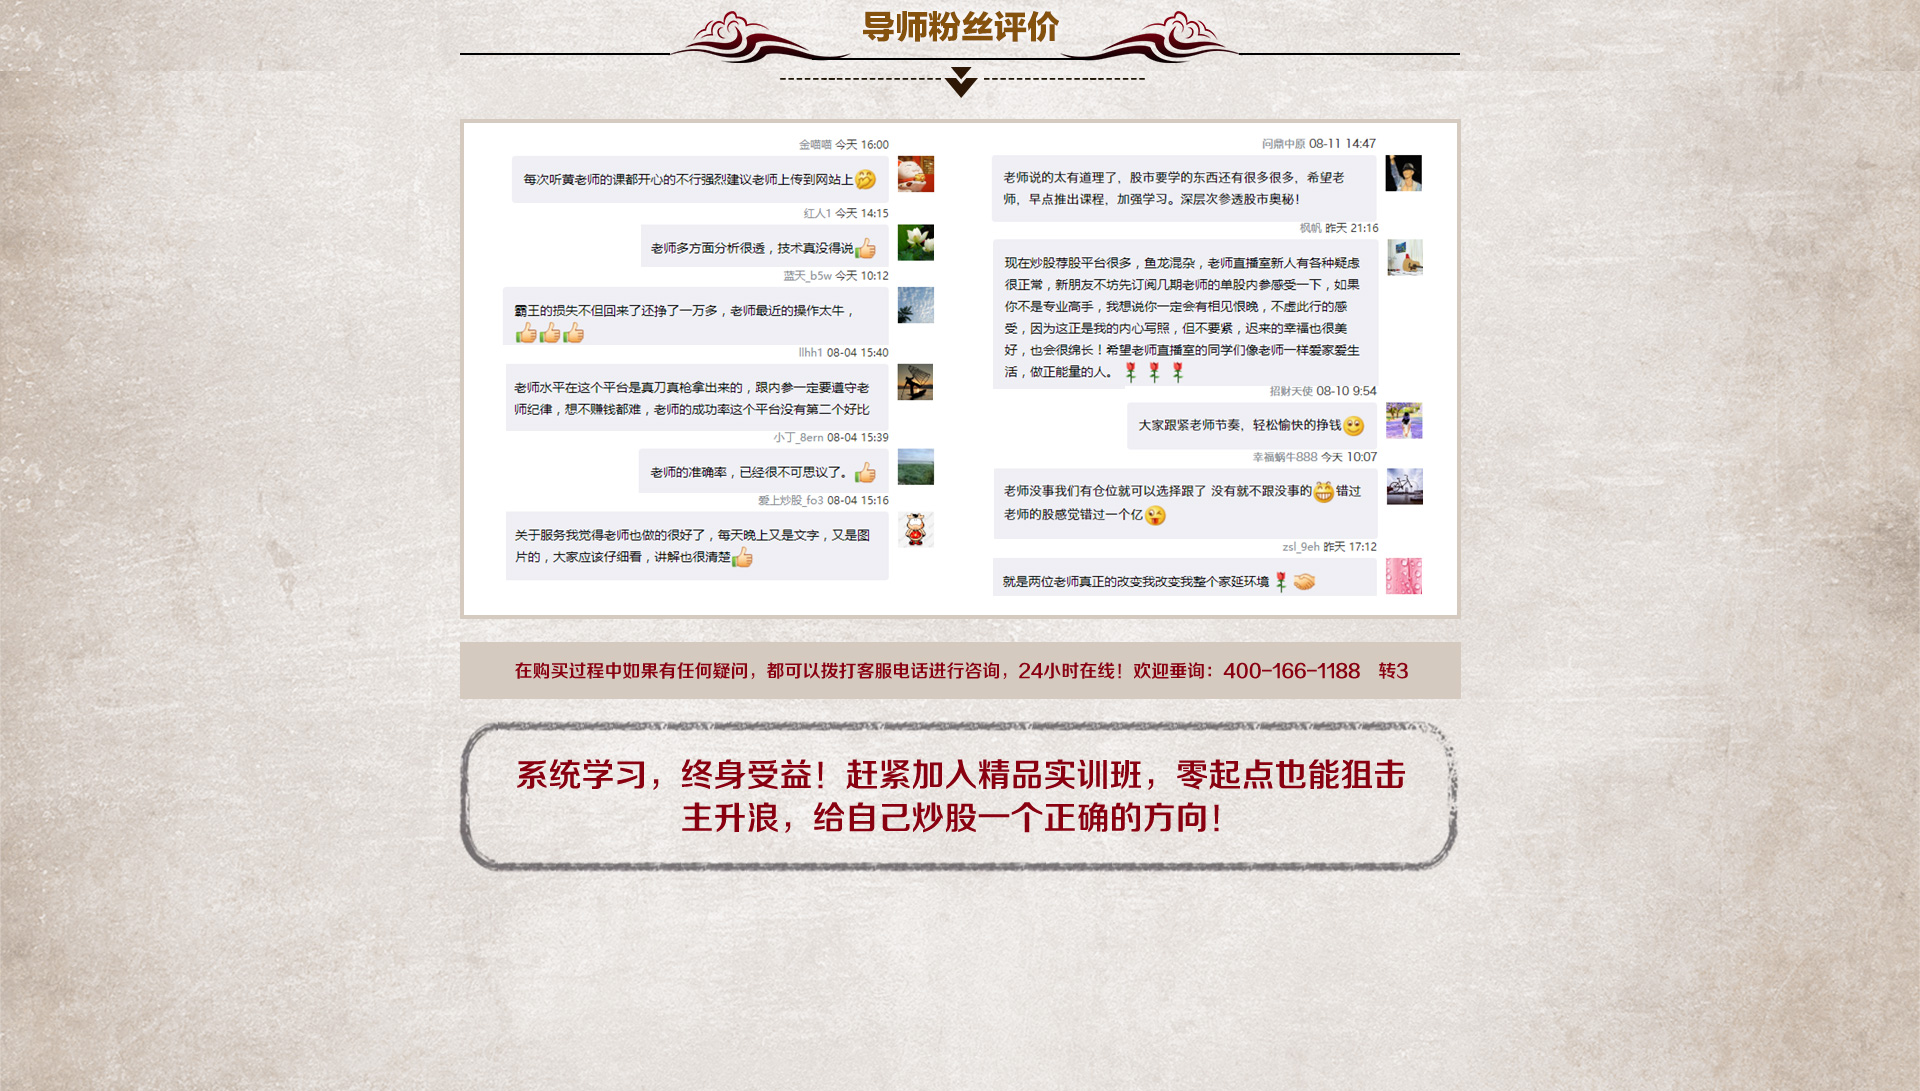 导师粉丝评价
金喵喵 今天 16:00
每次听黄老师的课都开心的不行强烈建议老师上传到网站上
红人1 今天 14:15
老师多方面分析很透，技术真没得说
蓝天_b5w 今天 10:12
霸王的损失不但回来了还挣了一万多，老师最近的操作太牛，
llhh1 08-04 15:40
老师水平在这个平台是真刀真枪拿出来的，跟内参一定要遵守老
师纪律，想不赚钱都难，老师的成功率这个平台没有第二个好比
小丁_8ern 08-04 15:39
老师的准确率，已经很不可思议了。
爱上炒股_fo3 08-04 15:16
关于服务我觉得老师也做的很好了，每天晚上又是文字，又是图
片的，大家应该仔细看，讲解也很清楚
问鼎中原 08-11 14:47
老师说的太有道理了，股市要学的东西还有很多很多，希望老
师，早点推出课程，加强学习。深层次参透股市奥秘！
枫帆 昨天 21:16
现在炒股荐股平台很多，鱼龙混杂，老师直播室新人有各种疑虑
很正常，新朋友不坊先订阅几期老师的单股内参感受一下，如果
你不是专业高手，我想说你一定会有相见恨晚，不虚此行的感
受，因为这正是我的内心写照，但不要紧，迟来的幸福也很美
好，也会很绵长！希望老师直播室的同学们像老师一样爱家爱生
活，做正能量的人。
招财天使 08-10 9:54
大家跟紧老师节奏，轻松愉快的挣钱
幸福蜗牛888 今天 10:07
老师没事我们有仓位就可以选择跟了 没有就不跟没事的错过
老师的股感觉错过一个亿
zsl_9eh 昨天 17:12
就是两位老师真正的改变我改变我整个家延环境
在购买过程中如果有任何疑问，都可以拨打客服电话进行咨询，24小时在线！欢迎垂询：400-166-1188 转3
系统学习，终身受益！赶紧加入精品实训班，零起点也能狙击
主升浪，给自己炒股一个正确的方向！